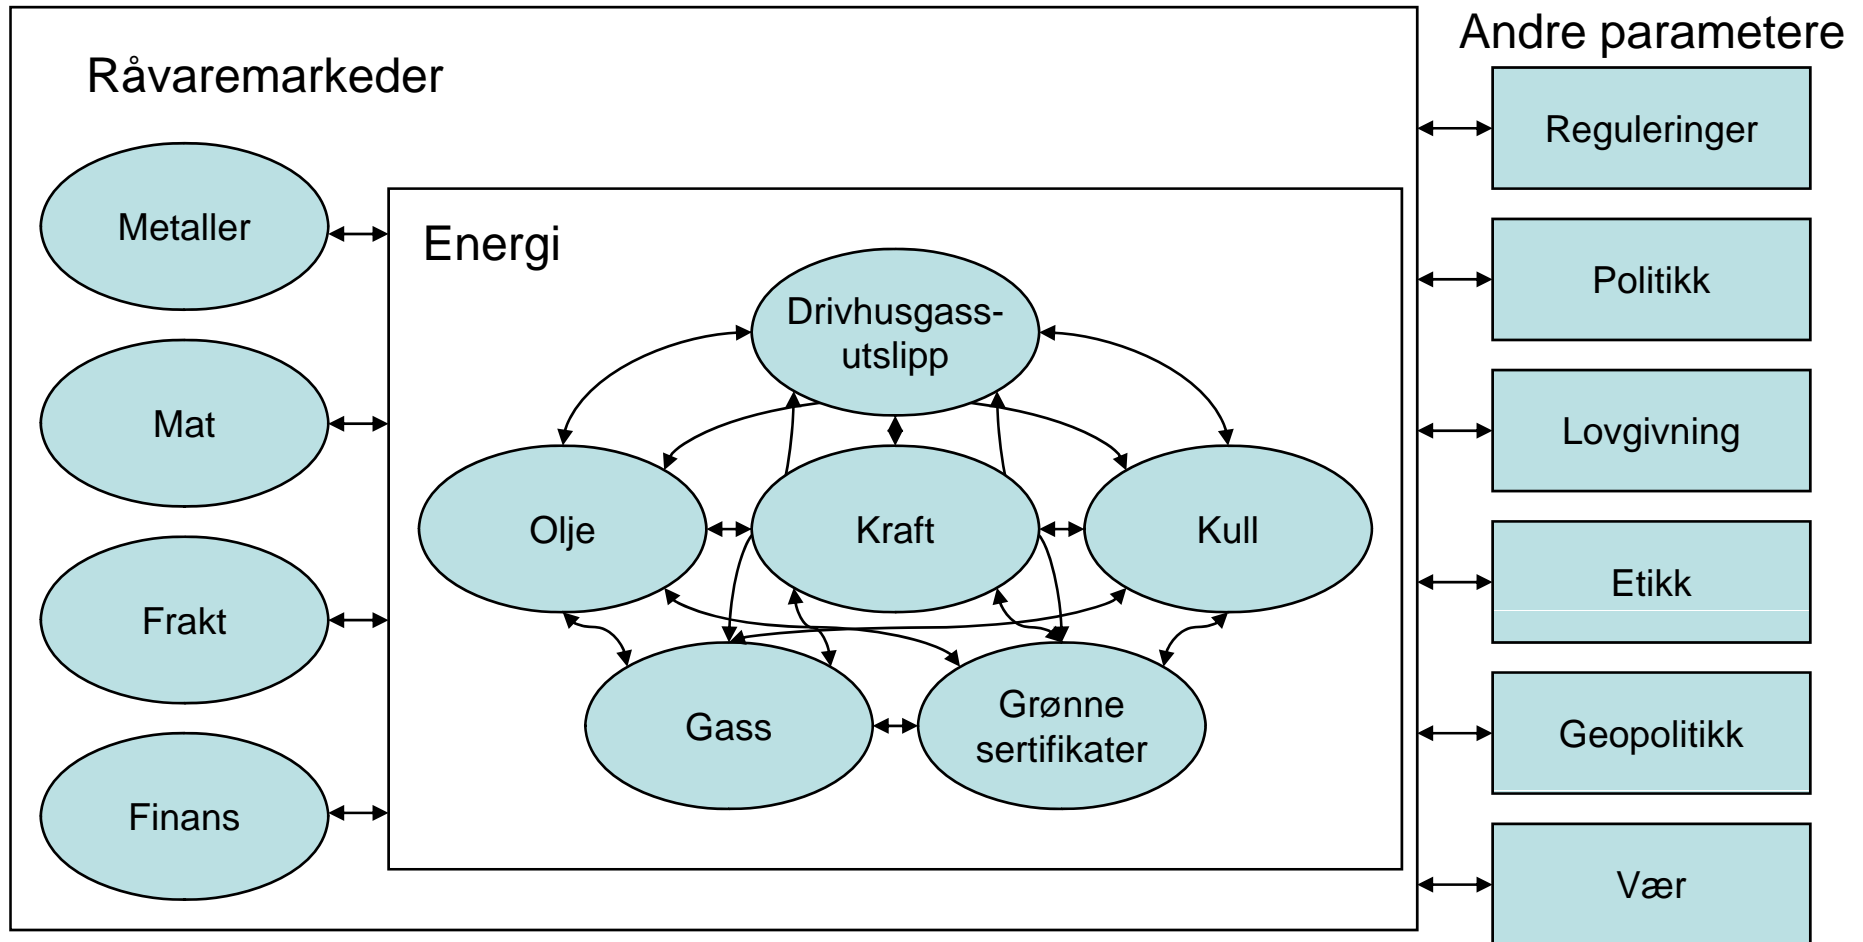 Råvaremarkeder
Metaller
Mat
Frakt
Finans
Energi
Drivhusgass-
utslipp
Olje
Kraft
Kull
Gass
Grønne
sertifikater
Andre parametere
Reguleringer
Politikk
Lovgivning
Etikk
Geopolitikk
Vær